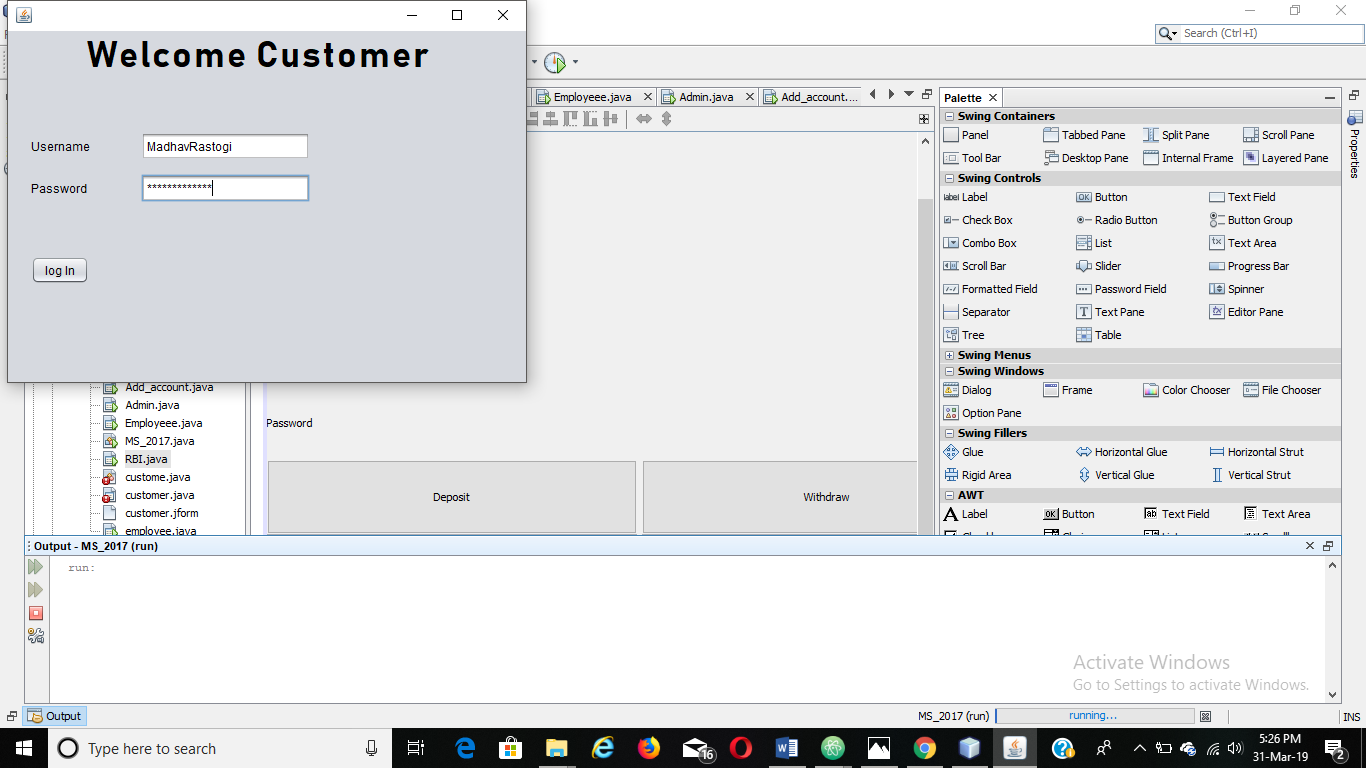 Welcome Customer
Username
MadhavRastogi
Password
*************
log In
Search (Ctrl+I)
Employeee.java
Admin.java
Add_account....
Add_account.java
Admin.java
Employeee.java
MS_2017.java
RBI.java
custome.java
customer.java
customer.jform
employee.java
Password
Deposit
Withdraw
Palette
Swing Containers
Panel Tabbed Pane Split Pane Scroll Pane
Tool Bar Desktop Pane Internal Frame Layered Pane
Swing Controls
Label Button Text Field
Check Box Radio Button Button Group
Combo Box List Text Area
Scroll Bar Slider Progress Bar
Formatted Field Password Field Spinner
Separator Text Pane Editor Pane
Tree Table
Swing Menus
Swing Windows
Dialog Frame Color Chooser File Chooser
Option Pane
Swing Fillers
Glue Horizontal Glue Horizontal Strut
Rigid Area Vertical Glue Vertical Strut
AWT
Label Button Text Field Text Area
Properties
Output - MS_2017 (run)
run:
Activate Windows
Go to Settings to activate Windows.
Output
MS_2017 (run)
running...
INS
Type here to search
16
5:26 PM
31-Mar-19
2